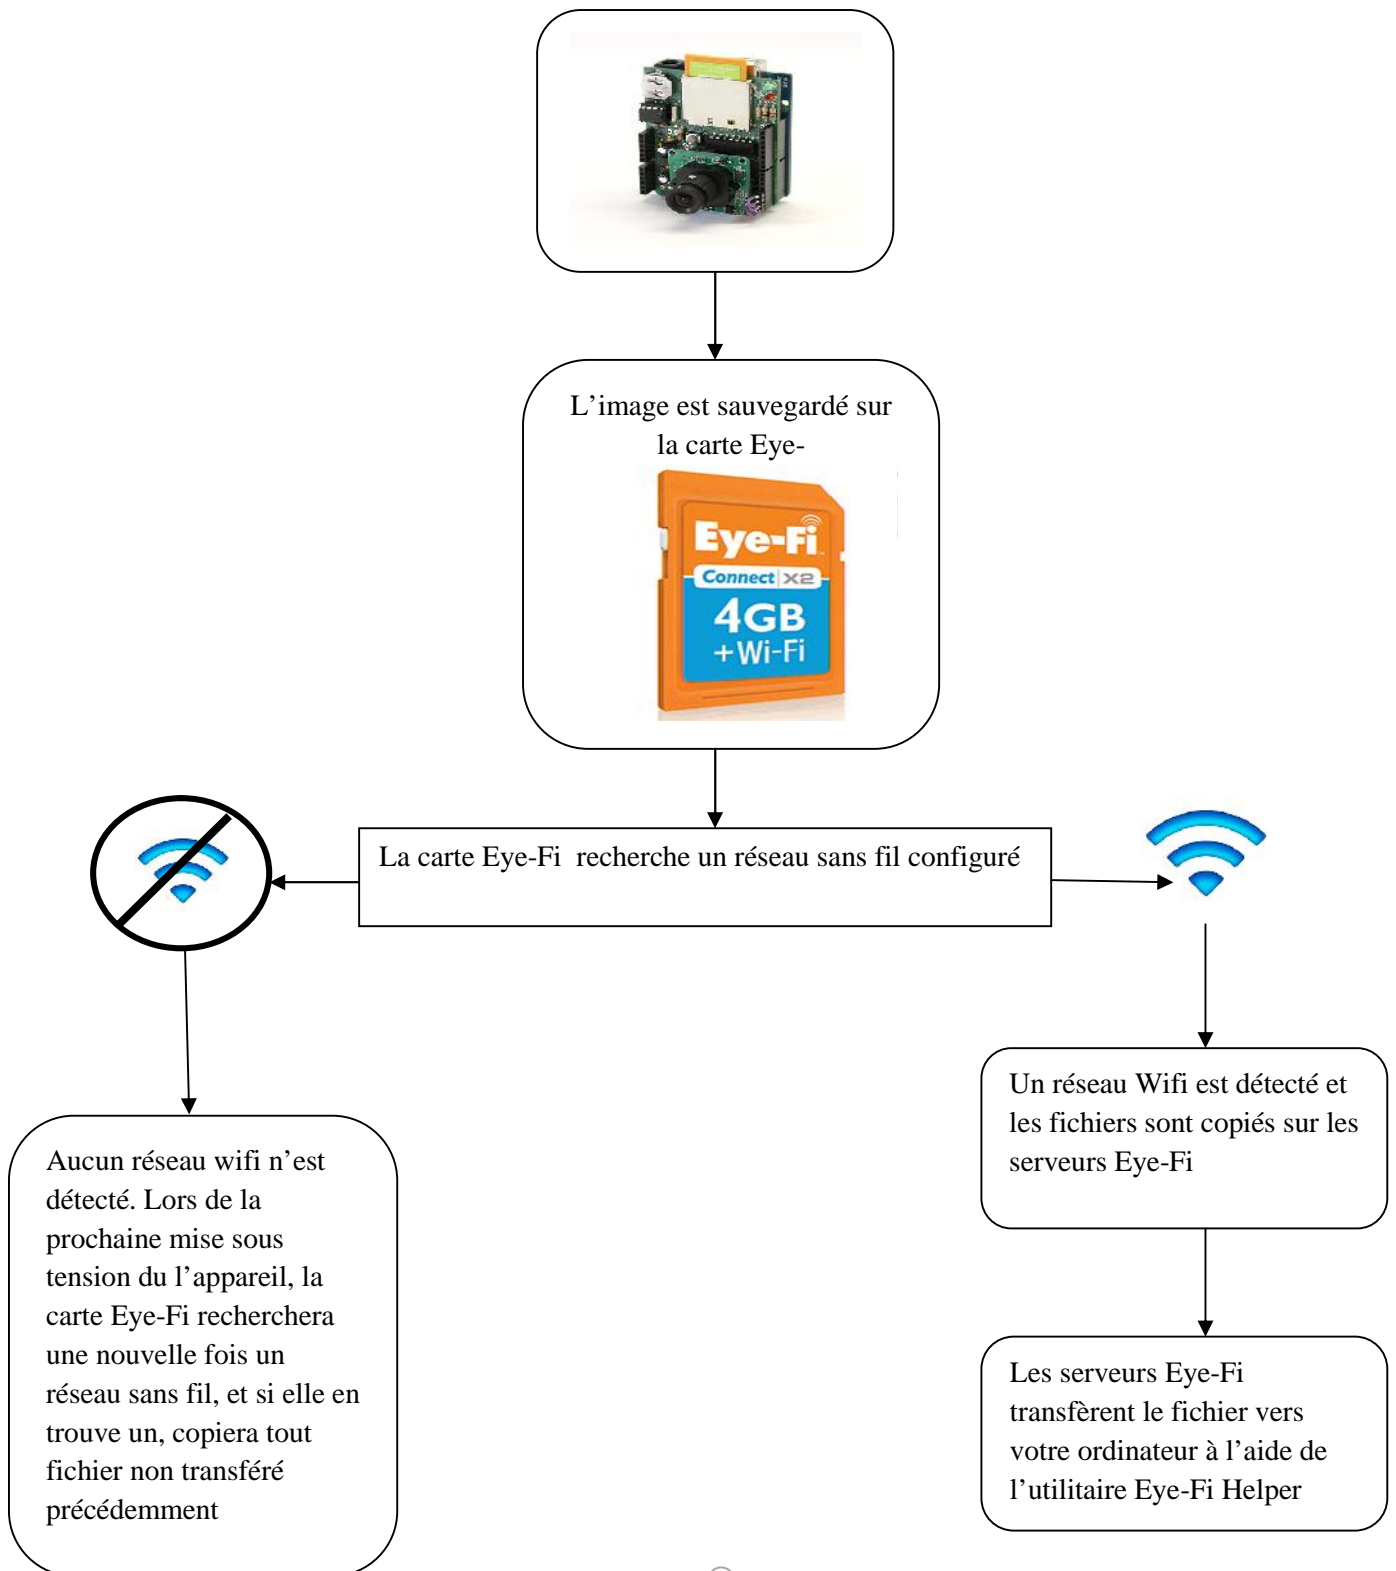 L’image est sauvegardé sur
la carte Eye-
Eye-Fi
Connect X2
4GB
+Wi-Fi
La carte Eye-Fi  recherche un réseau sans fil configuré
Un réseau Wifi est détecté et
les fichiers sont copiés sur les
serveurs Eye-Fi
Aucun réseau wifi n’est
détecté. Lors de la
prochaine mise sous
tension du l’appareil, la
carte Eye-Fi recherchera
une nouvelle fois un
réseau sans fil, et si elle en
trouve un, copiera tout
fichier non transféré
précédemment
Les serveurs Eye-Fi
transfèrent le fichier vers
votre ordinateur à l’aide de
l’utilitaire Eye-Fi Helper